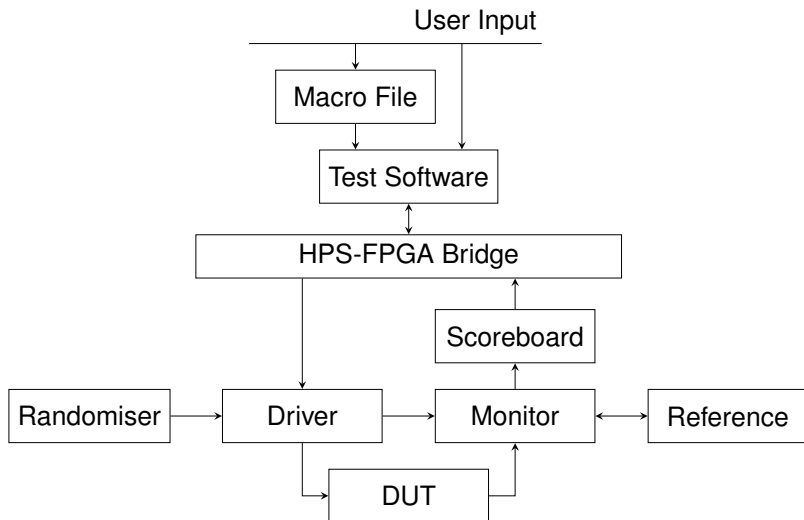 User Input
Macro File
Test Software
HPS-FPGA Bridge
Scoreboard
Randomiser
Driver
Monitor
Reference
DUT